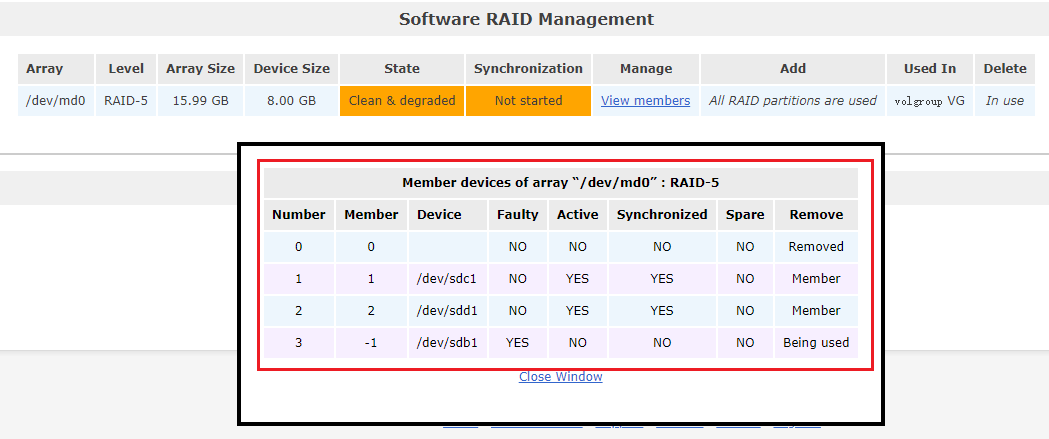 Software RAID Management
Array Level Array Size Device Size State Synchronization Manage Add Used In Delete
/dev/md0 RAID-5 15.99 GB 8.00 GB Clean & degraded Not started View members All RAID partitions are used volgroup VG In use
Member devices of array “/dev/md0” : RAID-5
Number Member Device Faulty Active Synchronized Spare Remove
0 0 NO NO NO NO Removed
1 1 /dev/sdc1 NO YES YES NO Member
2 2 /dev/sdd1 NO YES YES NO Member
3 -1 /dev/sdb1 YES NO NO NO Being used
Close Window